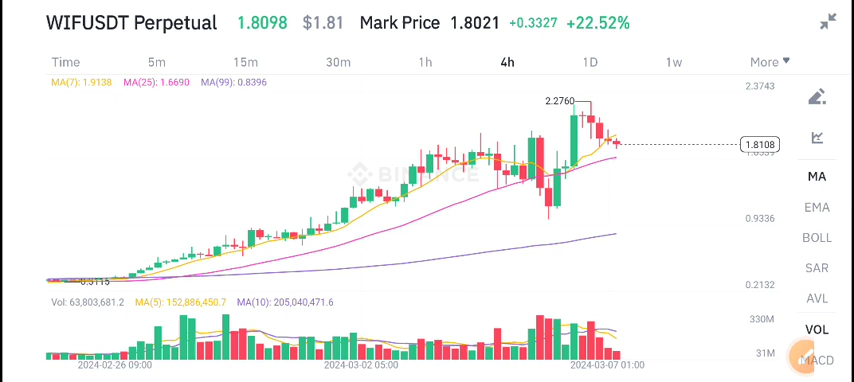 WIFUSDT Perpetual 1.8098 $1.81 Mark Price 1.8021 +0.3327 +22.52%
Time 5m 15m 30m 1h 4h 1D 1w More
MA(7): 1.9138 MA(25): 1.6690 MA(99): 0.8396
2.3743
2.2760
1.8108
BINANCE
MA
0.9336
EMA
BOLL
SAR
0.2132
AVL
Vol: 63,803,681.2 MA(5): 152,886,450.7 MA(10): 205,040,471.6
330M
VOL
31M
MACD
2024-02-26 09:00 2024-03-02 05:00 2024-03-07 01:00